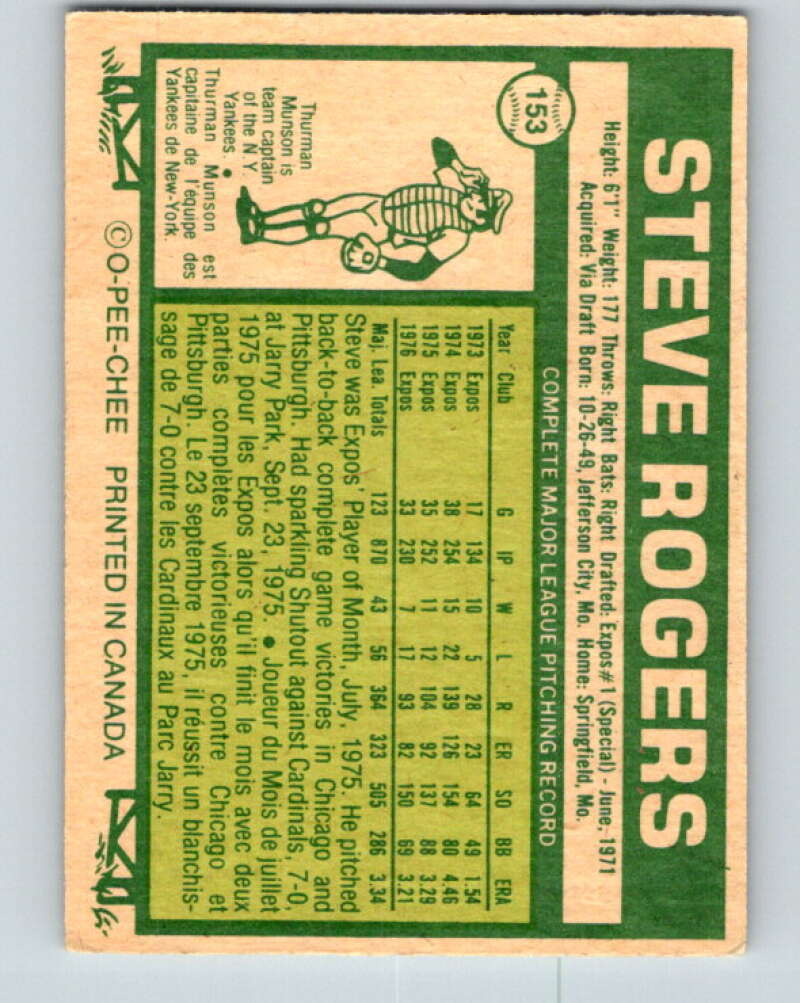 153
STEVE ROGERS
Height: 6'1" Weight: 177 Throws: Right Bats: Right Drafted: Expos #1 (Special) - June, 1971
Acquired: Via Draft Born: 10-26-49, Jefferson City, Mo. Home: Springfield, Mo.
COMPLETE MAJOR LEAGUE PITCHING RECORD
Year Club G IP W L R ER SO BB ERA
1973 Expos 17 134 10 5 28 23 64 49 1.54
1974 Expos 38 254 15 22 139 126 154 80 4.46
1975 Expos 35 252 11 12 104 92 137 88 3.29
1976 Expos 33 230 7 17 93 82 150 69 3.21
Maj. Lea. Totals 123 870 43 56 364 323 505 286 3.34
Steve was Expos' Player of Month, July, 1975. He pitched
back-to-back complete game victories in Chicago and
Pittsburgh. Had sparkling Shutout against Cardinals, 7-0,
at Jarry Park, Sept. 23, 1975. ● Joueur du Mois de juillet
1975 pour les Expos alors qu'il finit le mois avec deux
parties complètes victorieuses contre Chicago et
Pittsburgh. Le 23 septembre 1975, il réussit un blanchis-
sage de 7-0 contre les Cardinaux au Parc Jarry.
Thurman
Munson is
team captain
of the N.Y.
Yankees. ●
Thurman Munson est
capitaine de l'équipe des
Yankees de New-York.
©O-PEE-CHEE PRINTED IN CANADA